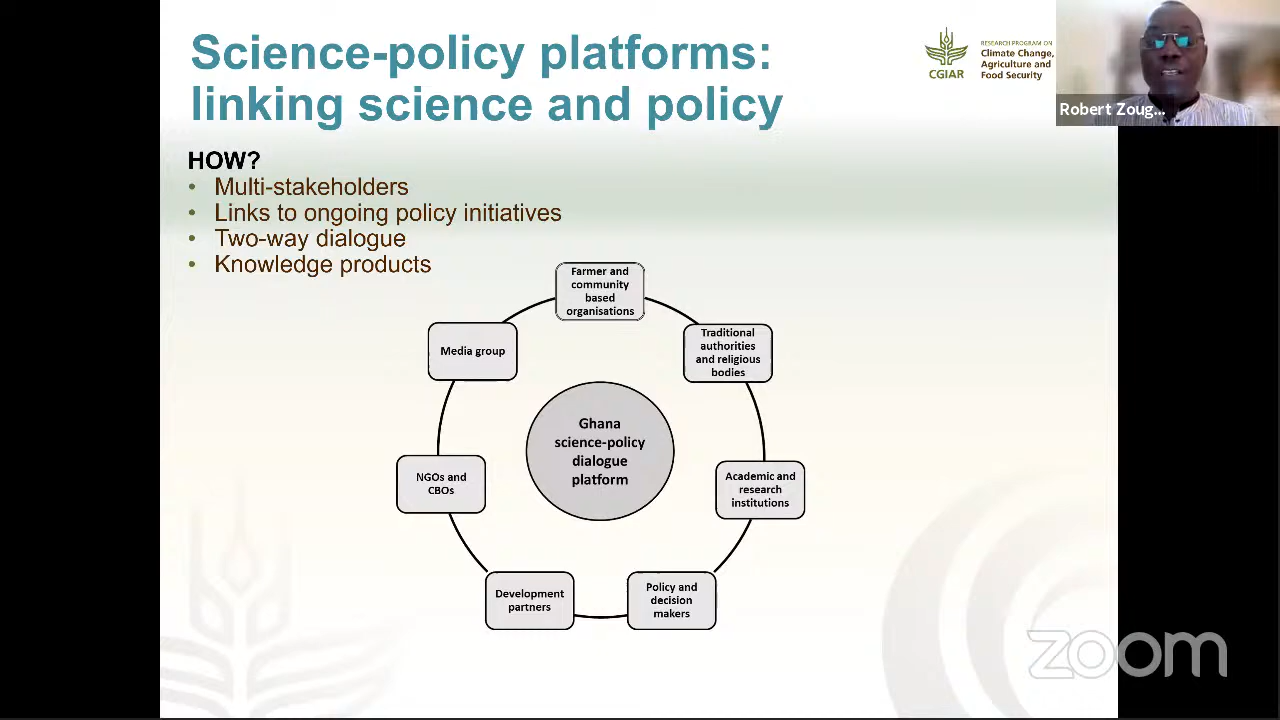 Science-policy platforms:
linking science and policy
CGIAR
RESEARCH PROGRAM ON
Climate Change,
Agriculture and
Food Security
Robert Zoug...
HOW?
• Multi-stakeholders
• Links to ongoing policy initiatives
• Two-way dialogue
• Knowledge products
Farmer and
community
based
organisations
Traditional
authorities
and religious
bodies
Academic and
research
institutions
Policy and
decision
makers
Development
partners
NGOs and
CBOs
Media group
Ghana
science-policy
dialogue
platform
zoom